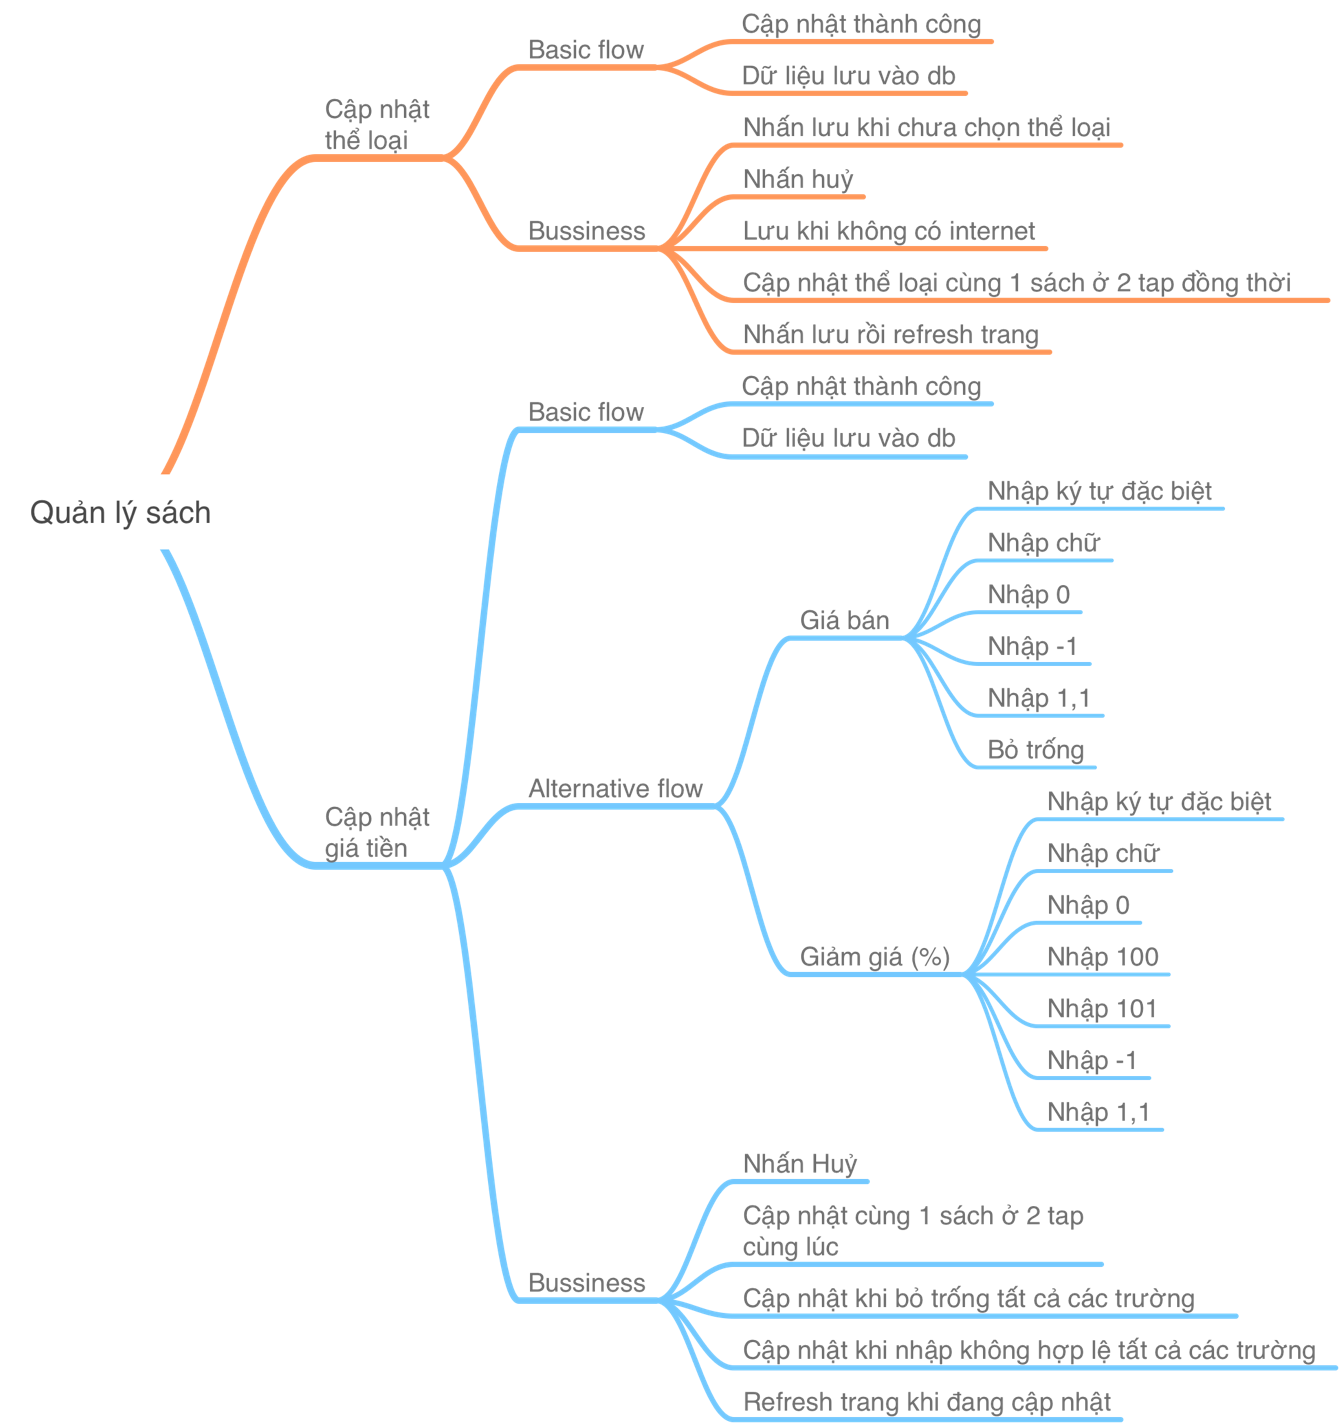 Quản lý sách
Cập nhật
thể loại
Basic flow
Cập nhật thành công
Dữ liệu lưu vào db
Bussiness
Nhấn lưu khi chưa chọn thể loại
Nhấn huỷ
Lưu khi không có internet
Cập nhật thể loại cùng 1 sách ở 2 tap đồng thời
Nhấn lưu rồi refresh trang
Cập nhật
giá tiền
Basic flow
Cập nhật thành công
Dữ liệu lưu vào db
Alternative flow
Giá bán
Nhập ký tự đặc biệt
Nhập chữ
Nhập 0
Nhập -1
Nhập 1,1
Bỏ trống
Giảm giá (%)
Nhập ký tự đặc biệt
Nhập chữ
Nhập 0
Nhập 100
Nhập 101
Nhập -1
Nhập 1,1
Bussiness
Nhấn Huỷ
Cập nhật cùng 1 sách ở 2 tap
cùng lúc
Cập nhật khi bỏ trống tất cả các trường
Cập nhật khi nhập không hợp lệ tất cả các trường
Refresh trang khi đang cập nhật